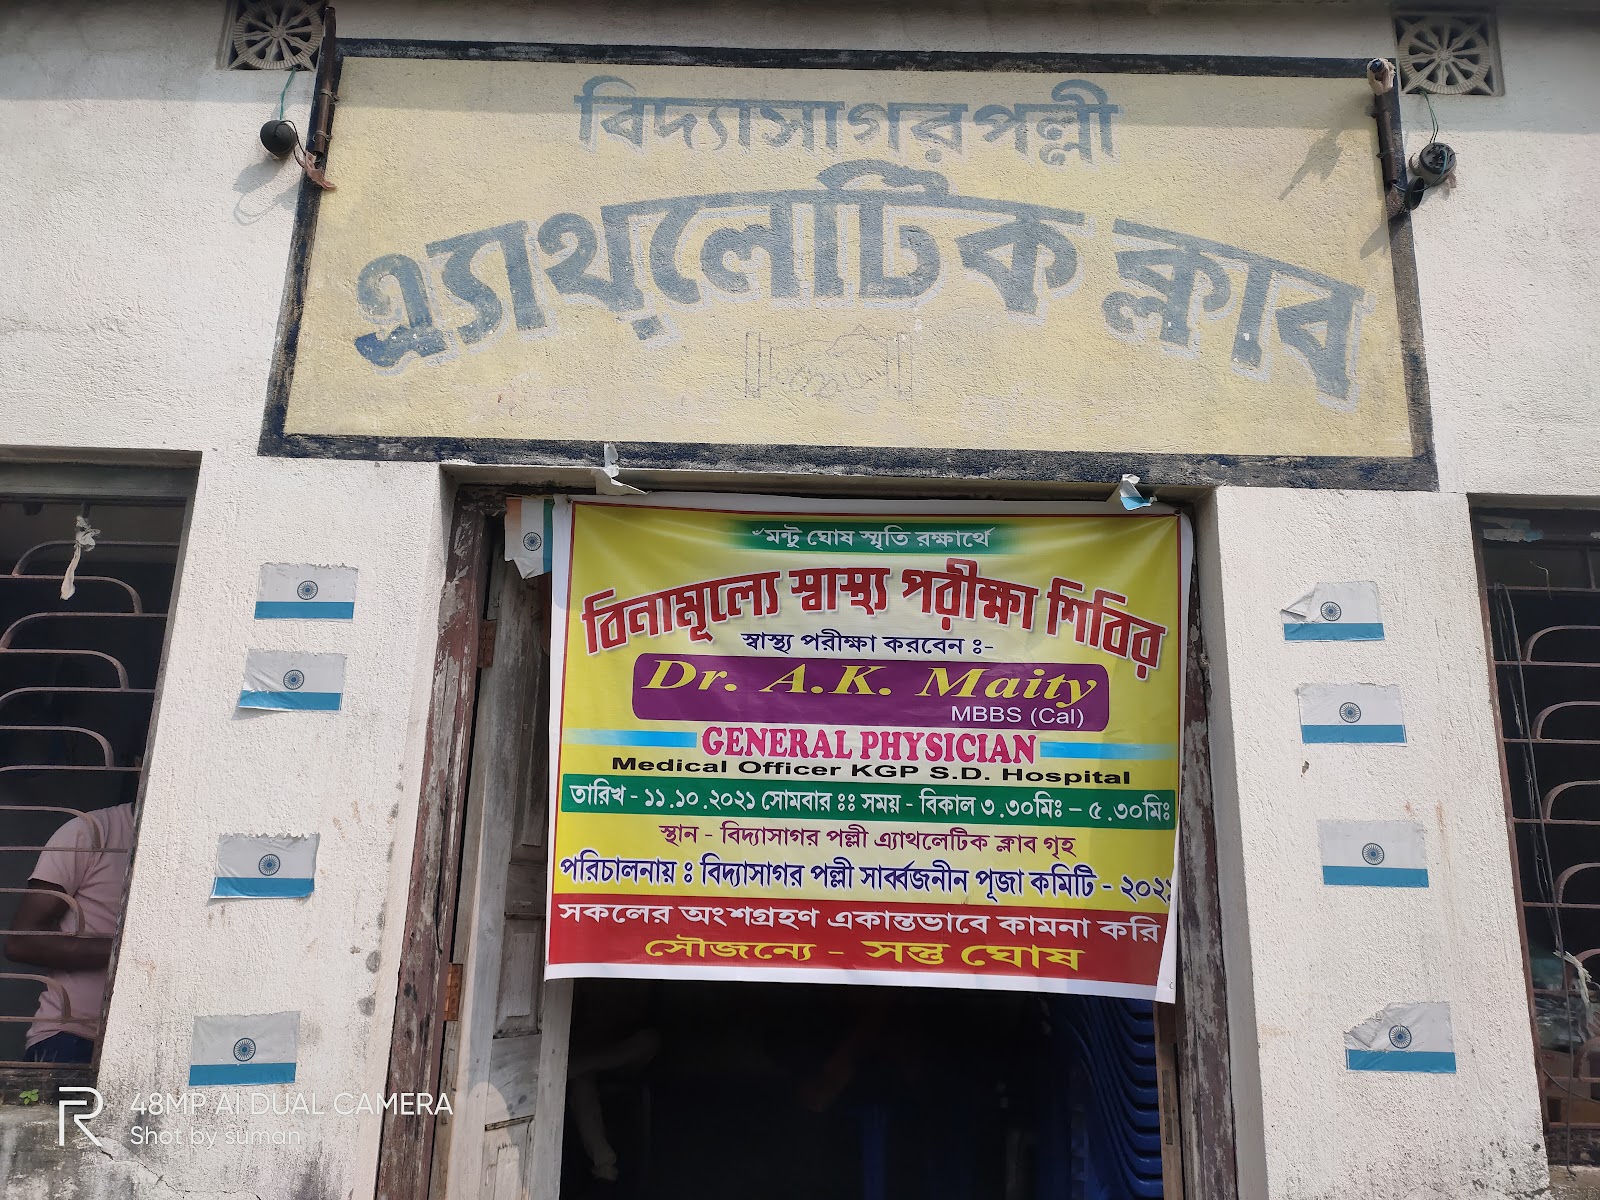 বিদ্যাসাগরপল্লী
এ্যাথলেটিক ক্লাব
ঁমন্টু ঘোষ স্মৃতি রক্ষার্থে
বিনামূল্যে স্বাস্থ্য পরীক্ষা শিবির
স্বাস্থ্য পরীক্ষা করবেন ঃ-
Dr. A.K. Maity
MBBS (Cal)
GENERAL PHYSICIAN
Medical Officer KGP S.D. Hospital
তারিখ - ১১.১০.২০২১ সোমবার ঃঃ সময় - বিকাল ৩.৩০মিঃ – ৫.৩০মিঃ
স্থান - বিদ্যাসাগর পল্লী এ্যাথলেটিক ক্লাব গৃহ
পরিচালনায় ঃ বিদ্যাসাগর পল্লী সার্ব্বজনীন পূজা কমিটি - ২০২১
সকলের অংশগ্রহণ একান্তভাবে কামনা করি
সৌজন্যে - সন্তু ঘোষ
R 48MP AI DUAL CAMERA
Shot by suman